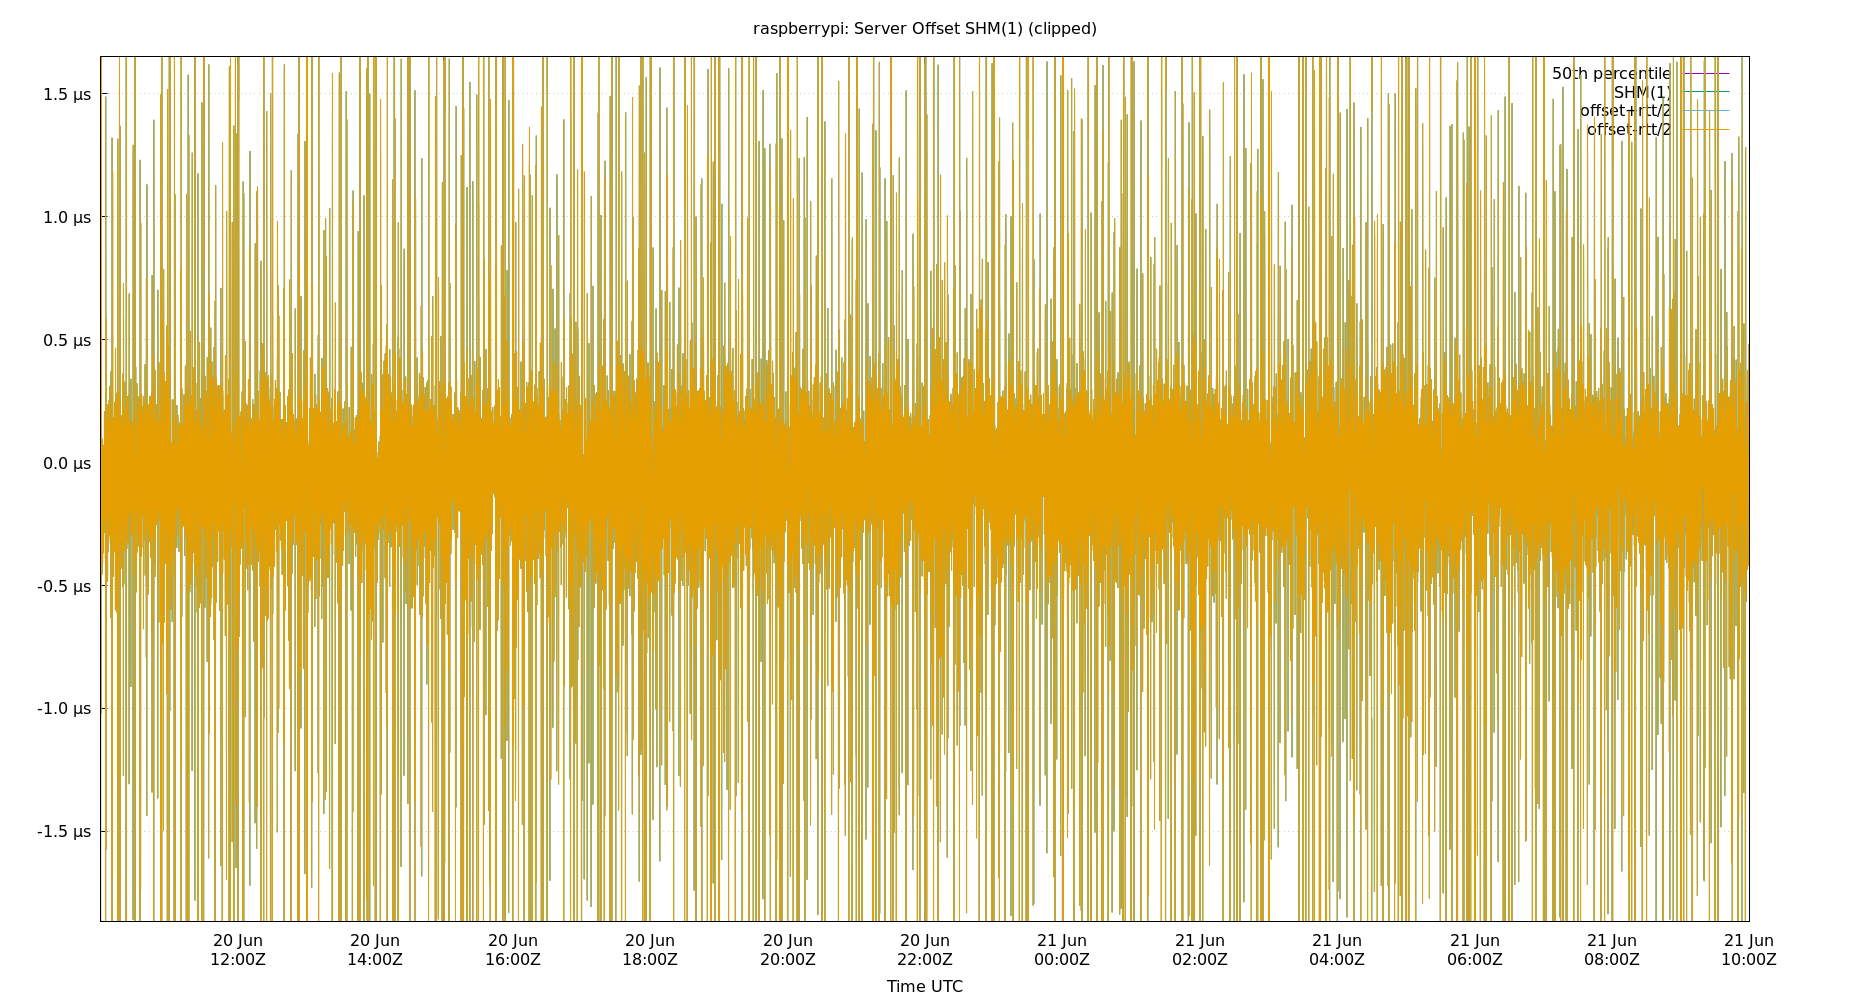 raspberrypi: Server Offset SHM(1) (clipped)
50th percentile
SHM(1)
offset+rtt/2
offset-rtt/2
1.5 µs
1.0 µs
0.5 µs
0.0 µs
-0.5 µs
-1.0 µs
-1.5 µs
20 Jun 20 Jun 20 Jun 20 Jun 20 Jun 20 Jun 21 Jun 21 Jun 21 Jun 21 Jun 21 Jun 21 Jun
12:00Z 14:00Z 16:00Z 18:00Z 20:00Z 22:00Z 00:00Z 02:00Z 04:00Z 06:00Z 08:00Z 10:00Z
Time UTC